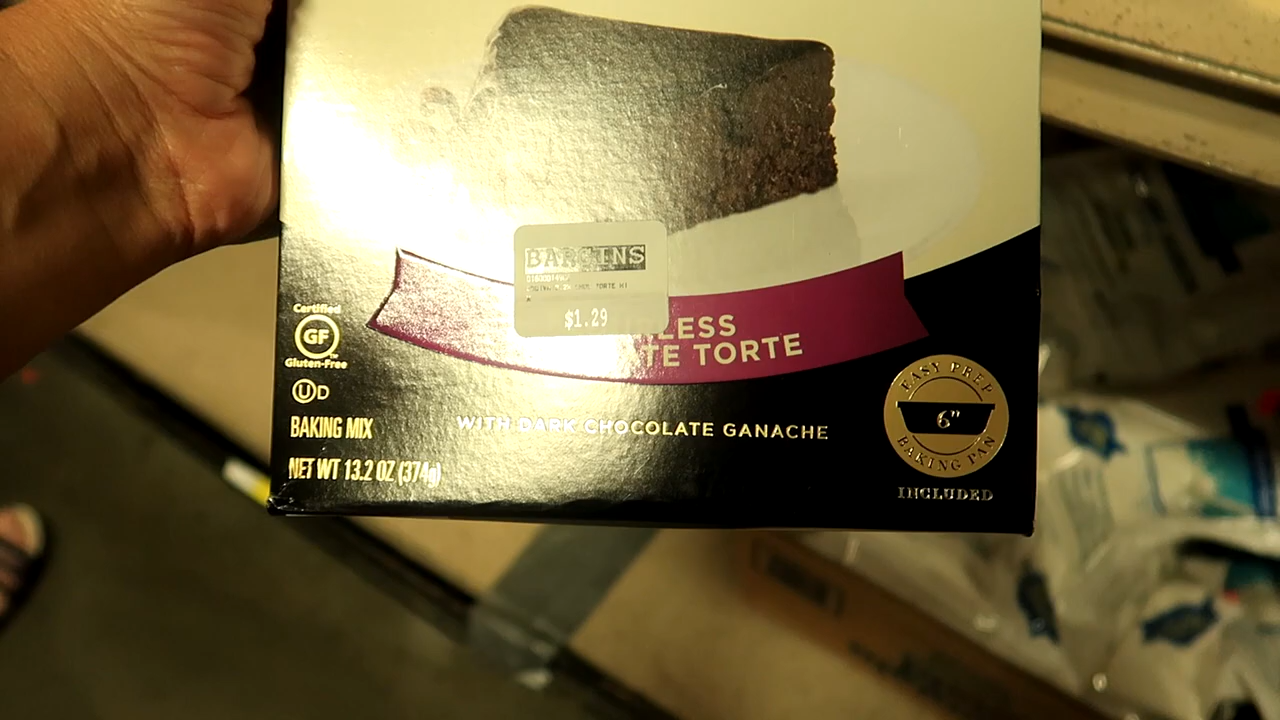 BARGINS
$1.29
LESS
TE TORTE
Certified
GF
Gluten-Free
UD
BAKING MIX
NET WT 13.2 OZ (374g)
WITH DARK CHOCOLATE GANACHE
EASY PREP
6"
BAKING PAN
INCLUDED